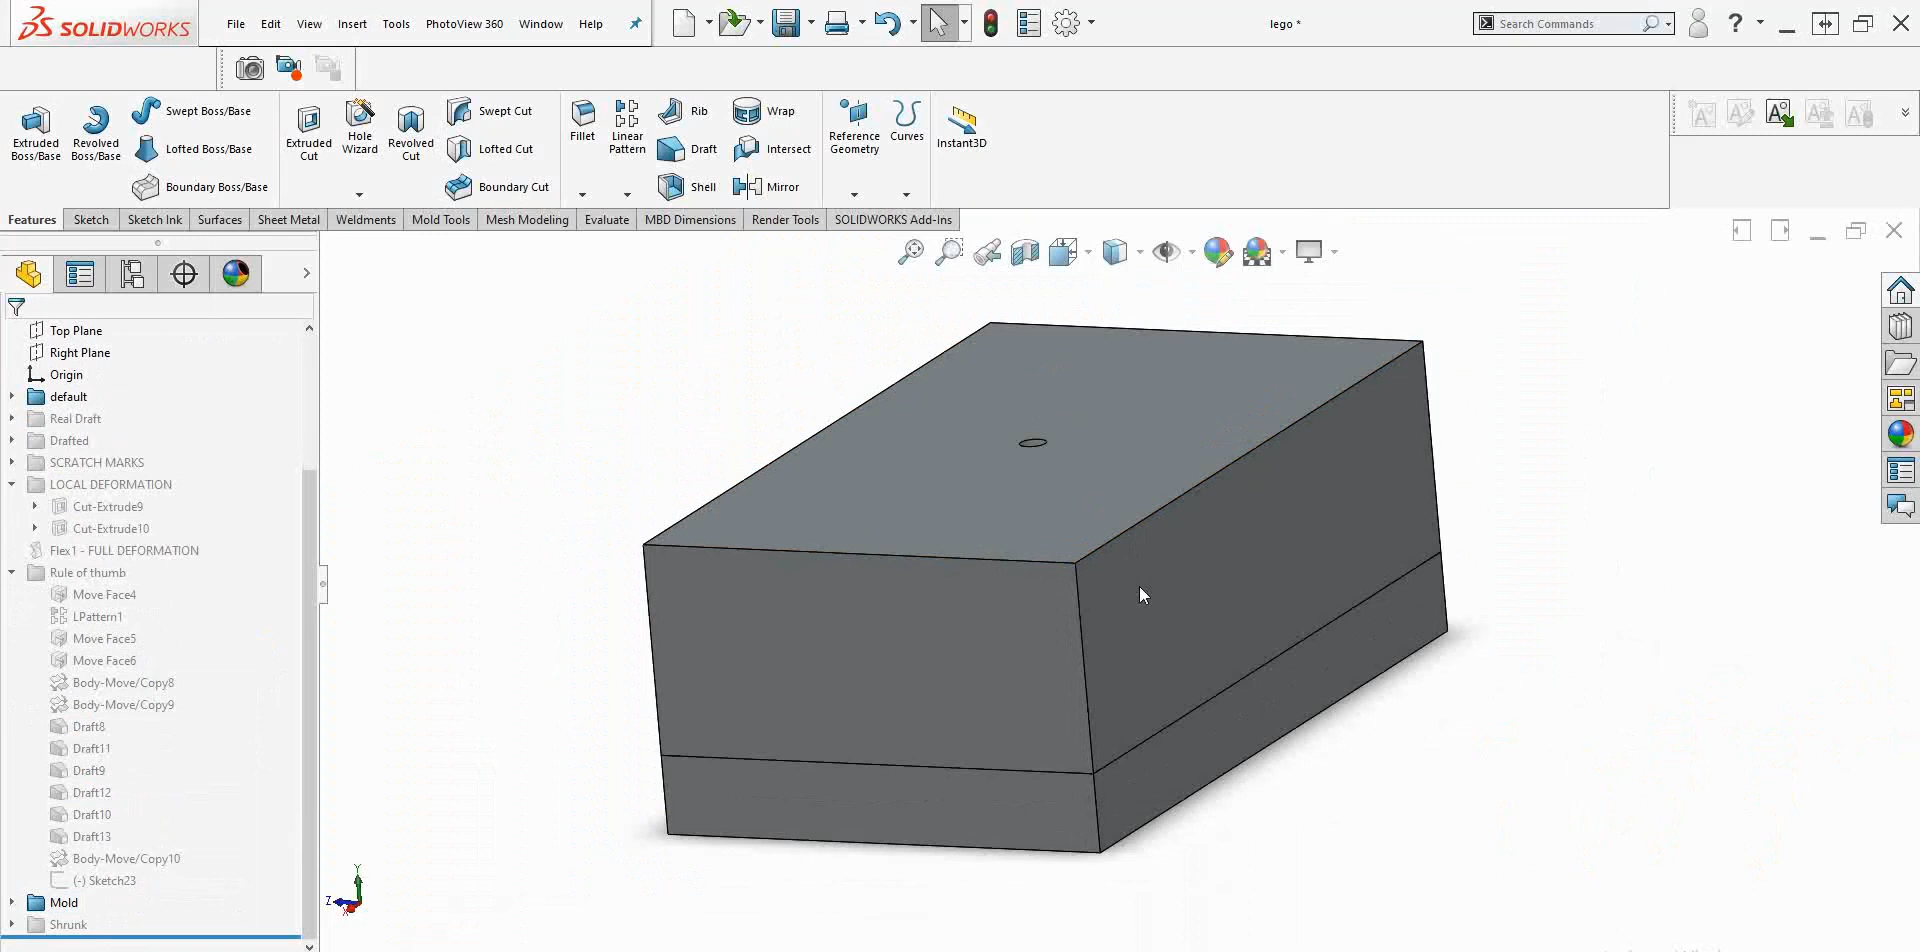 SOLIDWORKS File Edit View Insert Tools PhotoView 360 Window Help lego * Search Commands ?
Swept Boss/Base Swept Cut Rib Wrap
Extruded Boss/Base Revolved Boss/Base Lofted Boss/Base Extruded Cut Hole Wizard Revolved Cut Lofted Cut Fillet Linear Pattern Draft Intersect Reference Geometry Curves Instant3D
Boundary Boss/Base Boundary Cut Shell Mirror
Features Sketch Sketch Ink Surfaces Sheet Metal Weldments Mold Tools Mesh Modeling Evaluate MBD Dimensions Render Tools SOLIDWORKS Add-Ins
Top Plane
Right Plane
Origin
default
Real Draft
Drafted
SCRATCH MARKS
LOCAL DEFORMATION
Cut-Extrude9
Cut-Extrude10
Flex1 - FULL DEFORMATION
Rule of thumb
Move Face4
LPattern1
Move Face5
Move Face6
Body-Move/Copy8
Body-Move/Copy9
Draft8
Draft11
Draft9
Draft12
Draft10
Draft13
Body-Move/Copy10
(-) Sketch23
Mold
Shrunk
Y
Z
X